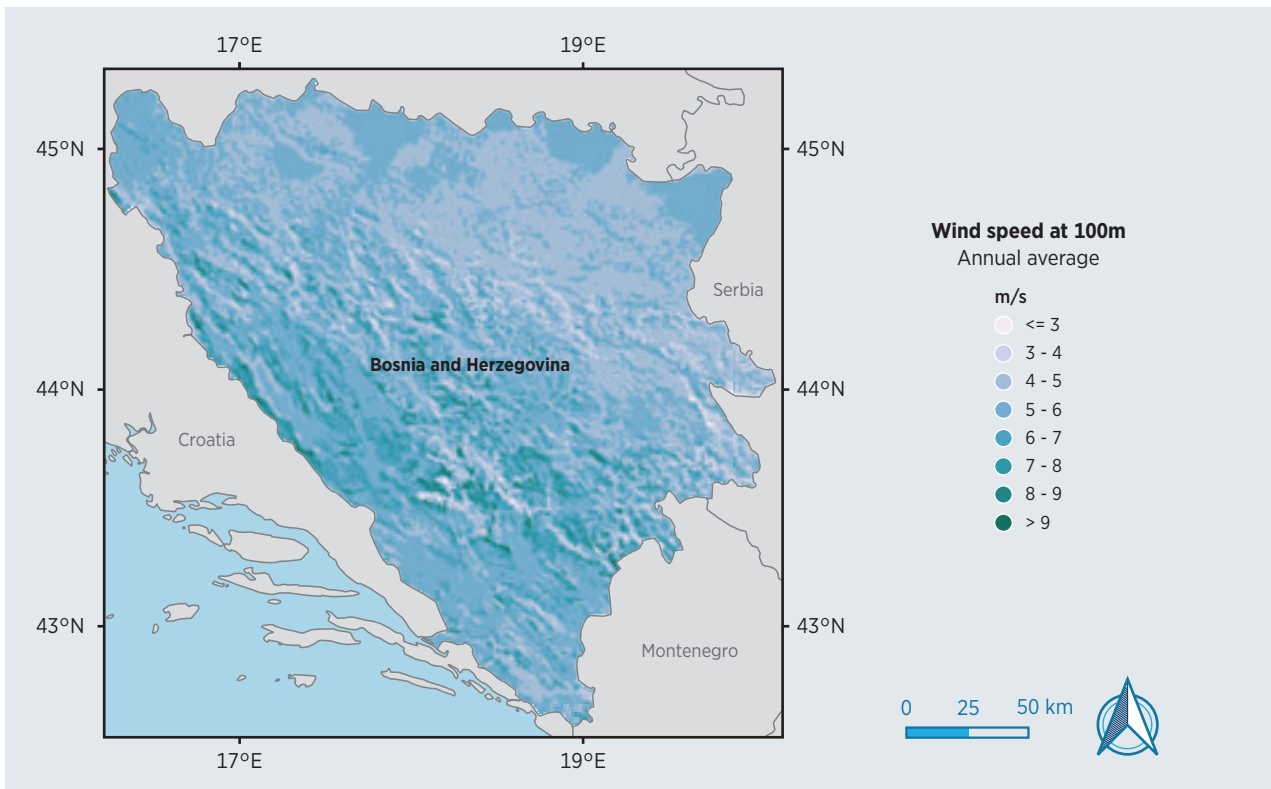 17°E 19°E
45°N 45°N
Serbia
Bosnia and Herzegovina
44°N 44°N
Croatia
43°N 43°N
Montenegro
17°E 19°E
Wind speed at 100m
Annual average
m/s
<= 3
3 - 4
4 - 5
5 - 6
6 - 7
7 - 8
8 - 9
> 9
0 25 50 km